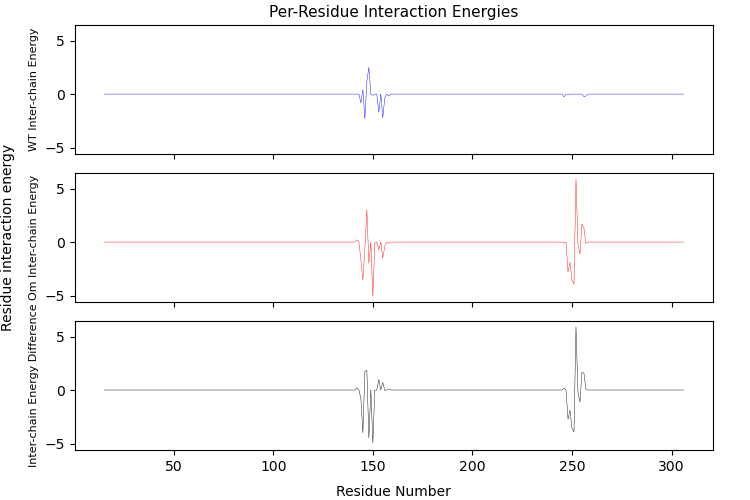 Per-Residue Interaction Energies
Residue interaction energy
WT Inter-chain Energy
5
0
−5
Om Inter-chain Energy
5
0
−5
Inter-chain Energy Difference
5
0
−5
50
100
150
200
250
300
Residue Number